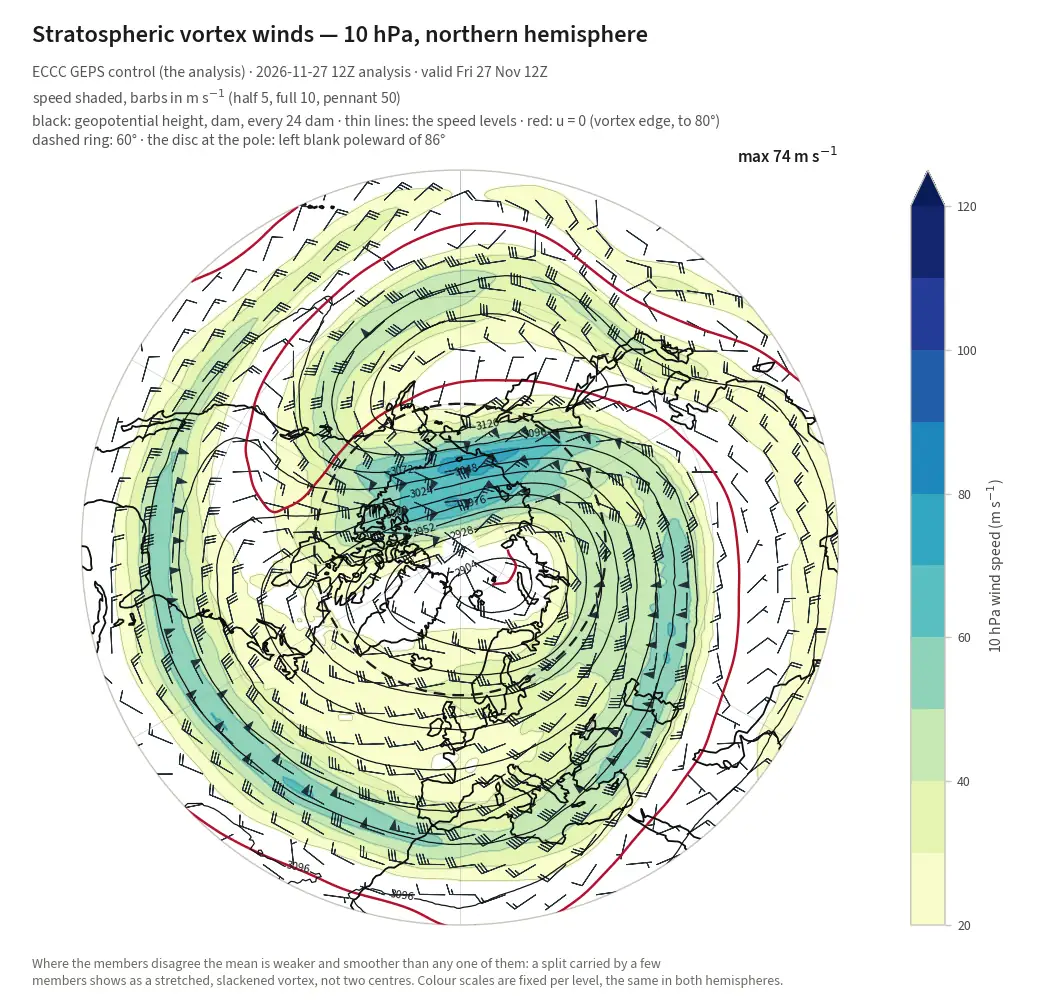 Stratospheric vortex winds — 10 hPa, northern hemisphere
ECCC GEPS control (the analysis) · 2026-11-27 12Z analysis · valid Fri 27 Nov 12Z
speed shaded, barbs in m s⁻¹ (half 5, full 10, pennant 50)
black: geopotential height, dam, every 24 dam · thin lines: the speed levels · red: u = 0 (vortex edge, to 80°)
dashed ring: 60° · the disc at the pole: left blank poleward of 86°
max 74 m s⁻¹
120
100
80
60
40
20
10 hPa wind speed (m s⁻¹)
3120
3096
3072
3048
3024
2976
2952
2928
2904
3096
3096
Where the members disagree the mean is weaker and smoother than any one of them: a split carried by a few
members shows as a stretched, slackened vortex, not two centres. Colour scales are fixed per level, the same in both hemispheres.